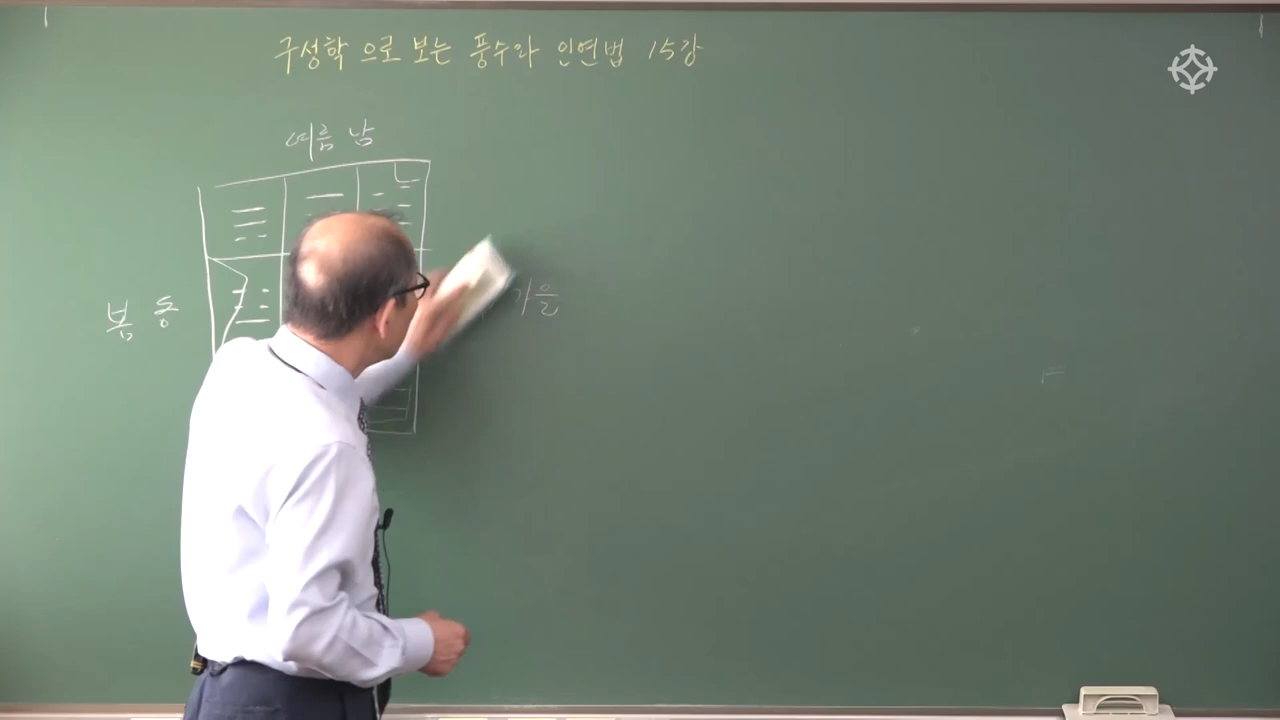 구성학 으로 보는 풍수와 인연법 15강
여름 남
봄 동
가을